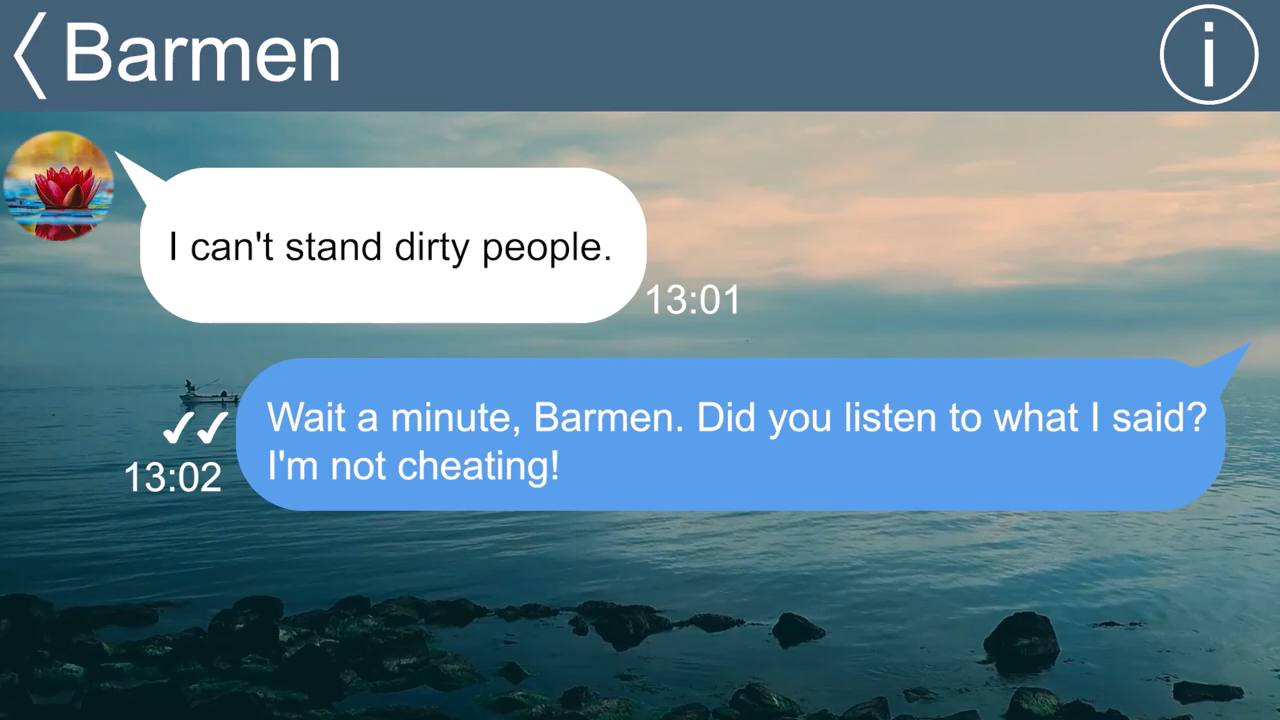 Barmen
i
I can't stand dirty people.
13:01
Wait a minute, Barmen. Did you listen to what I said?
I'm not cheating!
13:02